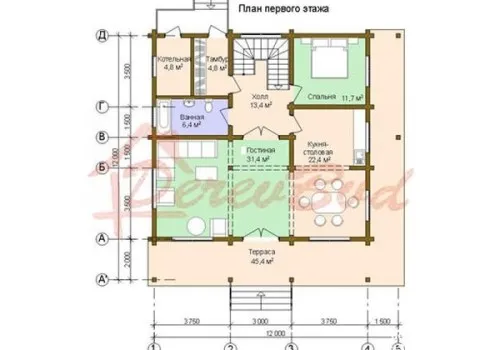 План первого этажа
Котельная
4,8 м²
Тамбур
4,8 м²
Холл
13,4 м²
Спальня 11,7 м²
Ванная
6,4 м²
Гостиная
31,4 м²
Кухня-
столовая
22,4 м²
Терраса
45,4 м²
DerevBud
Д
Г
В
Б
А
А'
3 500
1 500
1 500
3 500
2 000
12 000
3 750
3 000
3 750
1 500
12 000
1
2
3
4
5